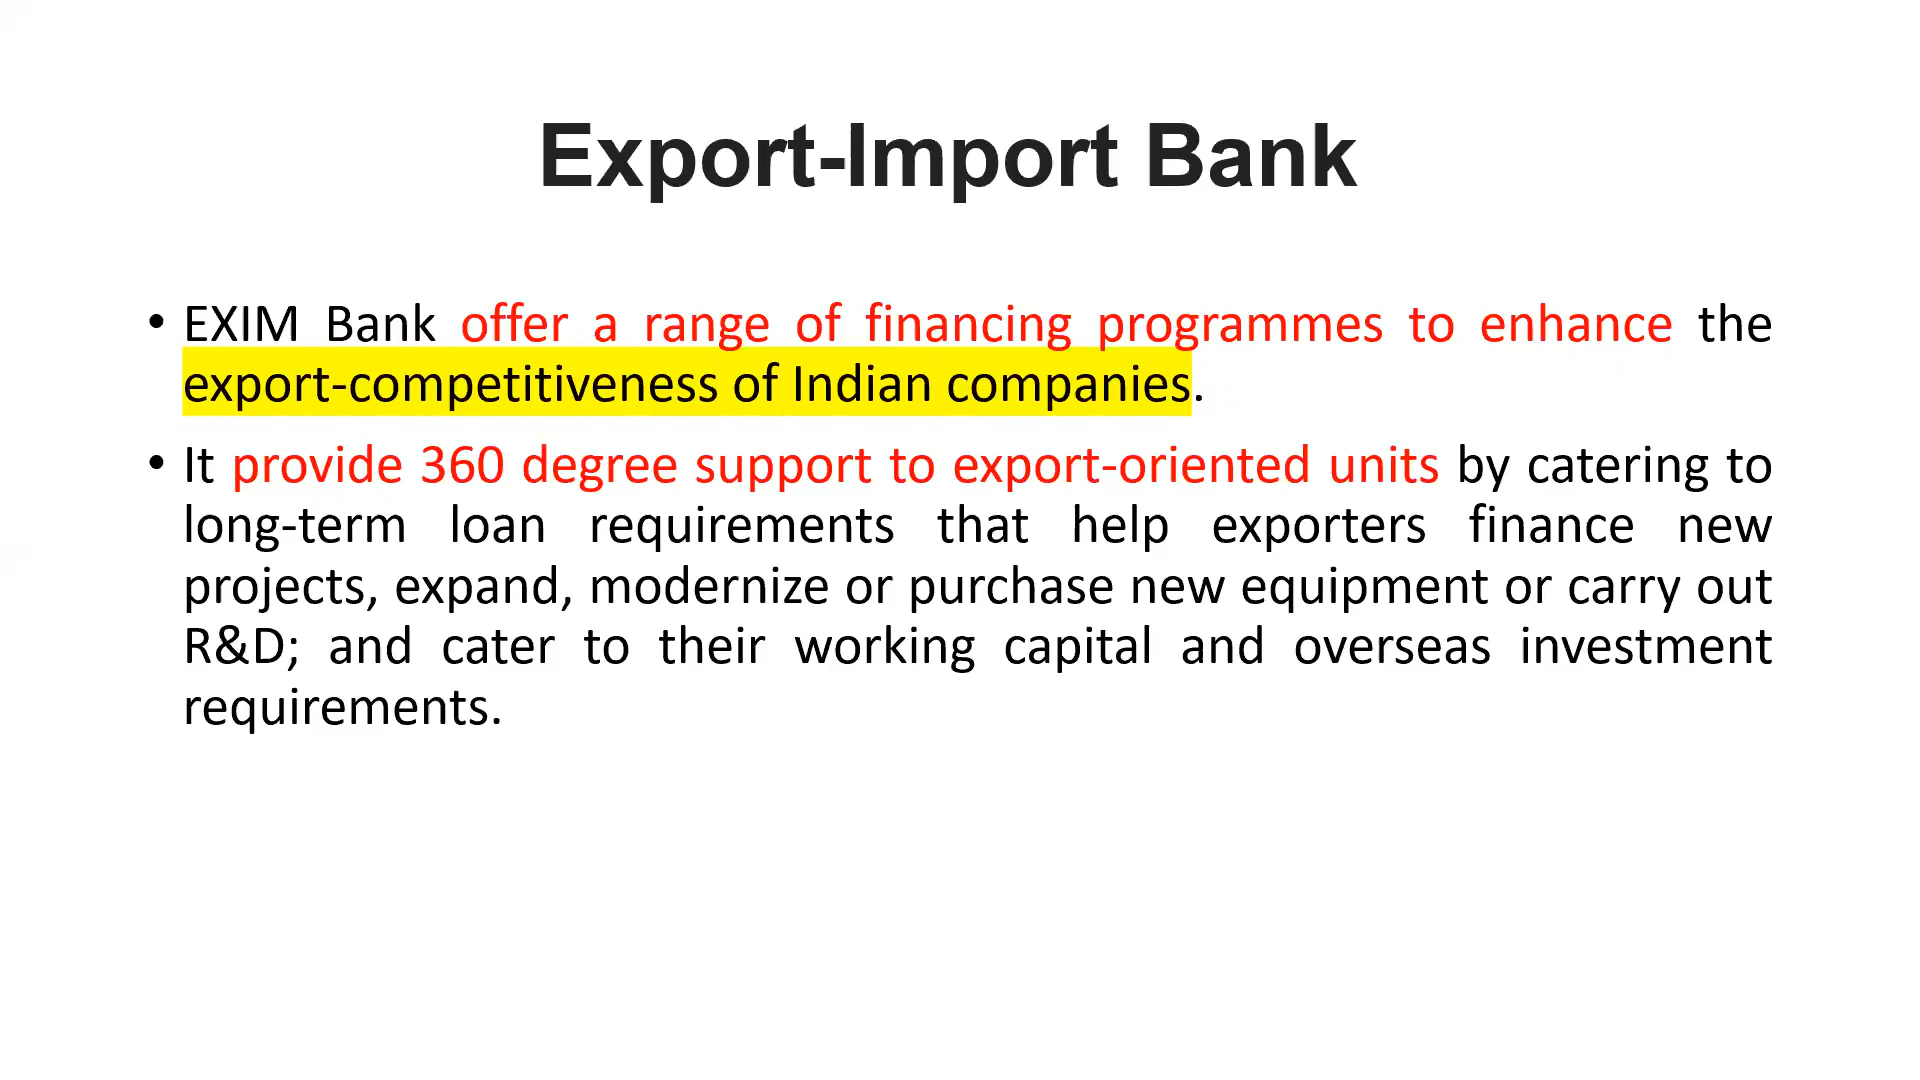 Export-Import Bank
• EXIM Bank offer a range of financing programmes to enhance the
export-competitiveness of Indian companies.
• It provide 360 degree support to export-oriented units by catering to
long-term loan requirements that help exporters finance new
projects, expand, modernize or purchase new equipment or carry out
R&D; and cater to their working capital and overseas investment
requirements.